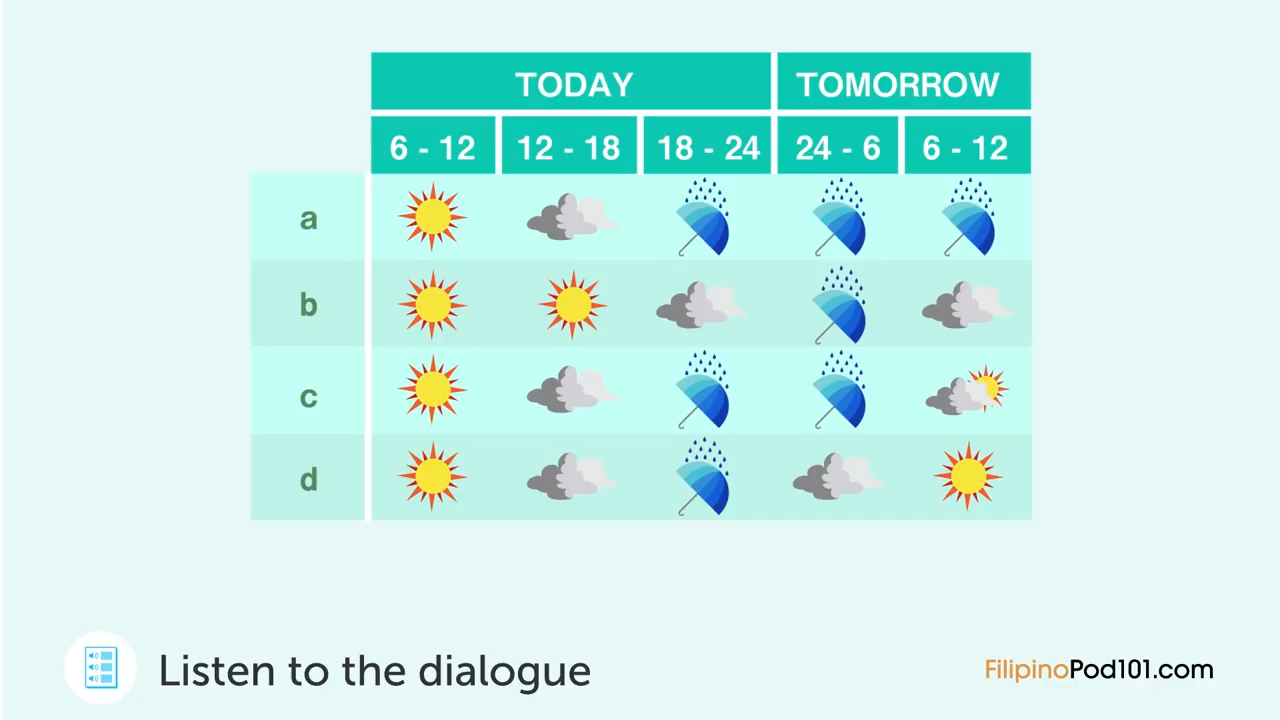 TODAY TOMORROW
6 - 12 12 - 18 18 - 24 24 - 6 6 - 12
a
b
c
d
Listen to the dialogue
FilipinoPod101.com